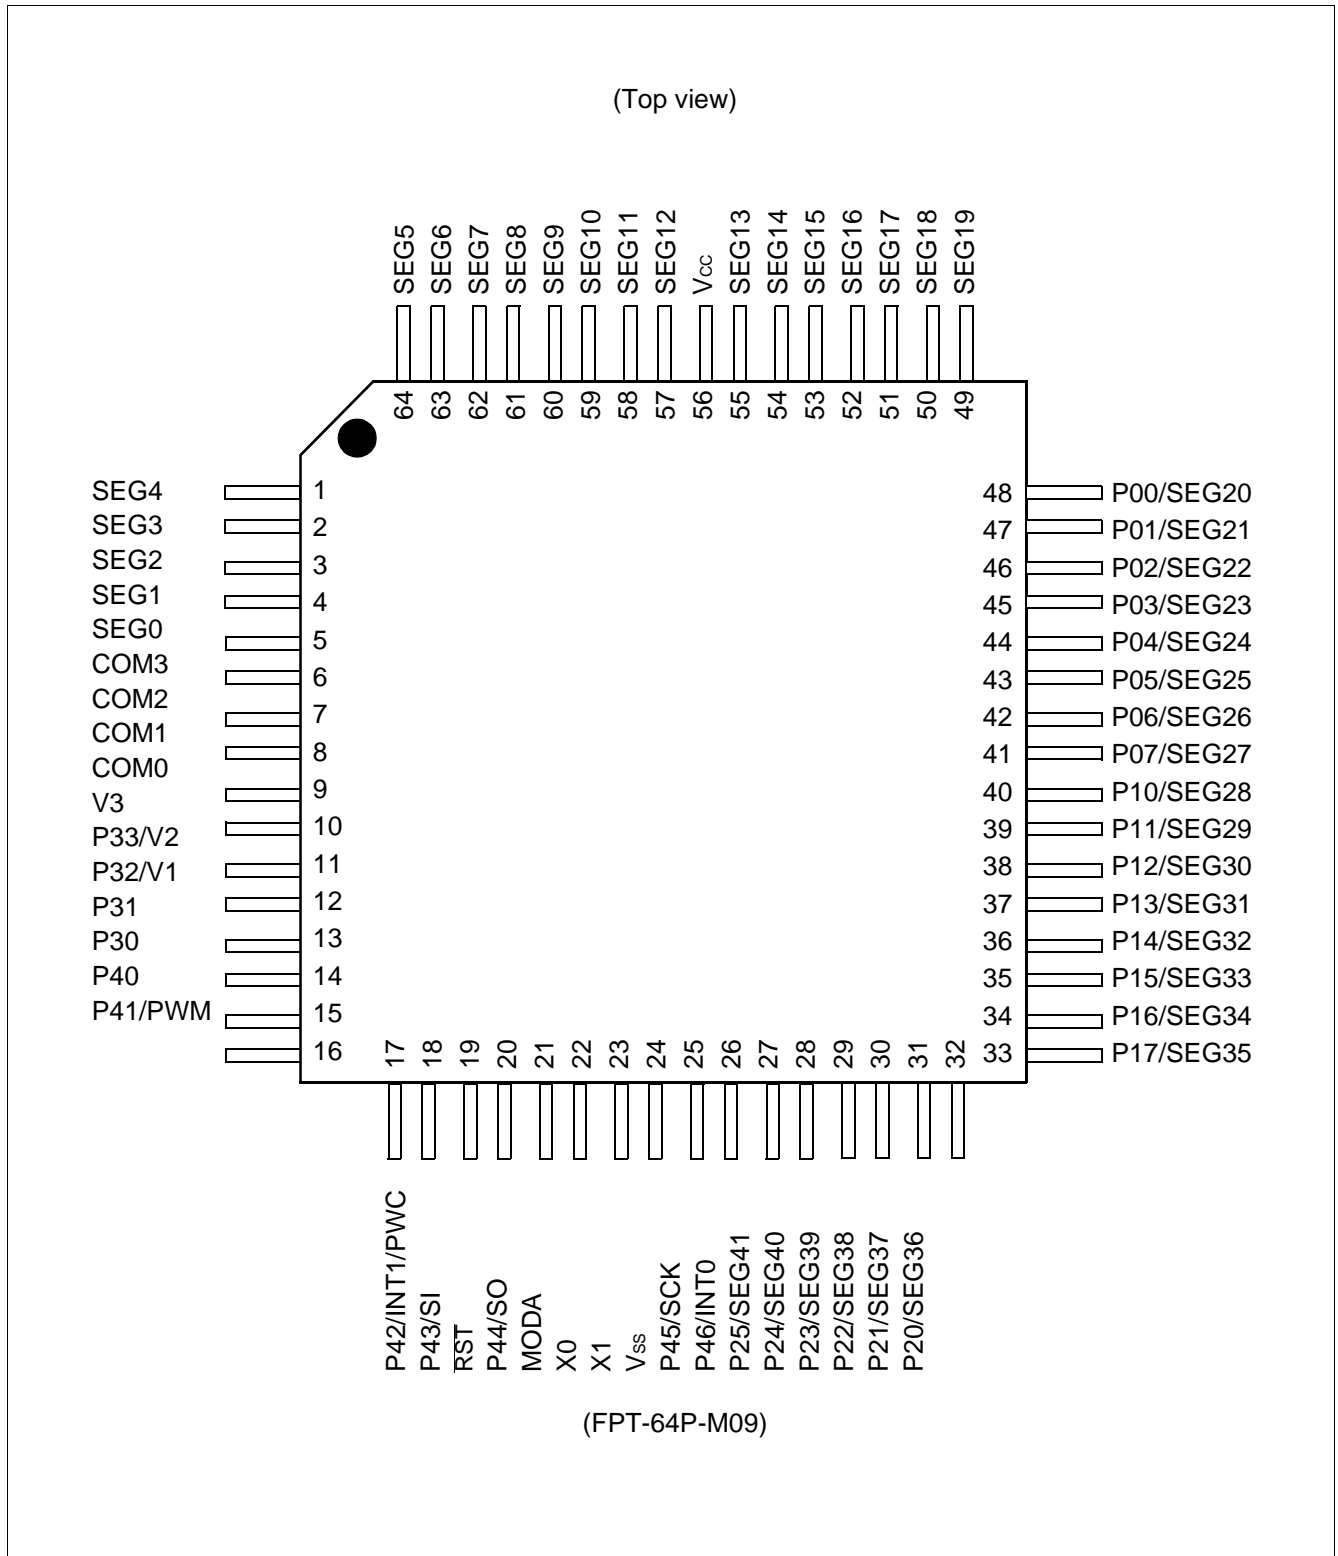 (Top view)
SEG5
SEG6
SEG7
SEG8
SEG9
SEG10
SEG11
SEG12
Vcc
SEG13
SEG14
SEG15
SEG16
SEG17
SEG18
SEG19
64
63
62
61
60
59
58
57
56
55
54
53
52
51
50
49
SEG4
SEG3
SEG2
SEG1
SEG0
COM3
COM2
COM1
COM0
V3
P33/V2
P32/V1
P31
P30
P40
P41/PWM
1
2
3
4
5
6
7
8
9
10
11
12
13
14
15
16
48 P00/SEG20
47 P01/SEG21
46 P02/SEG22
45 P03/SEG23
44 P04/SEG24
43 P05/SEG25
42 P06/SEG26
41 P07/SEG27
40 P10/SEG28
39 P11/SEG29
38 P12/SEG30
37 P13/SEG31
36 P14/SEG32
35 P15/SEG33
34 P16/SEG34
33 P17/SEG35
17
18
19
20
21
22
23
24
25
26
27
28
29
30
31
32
P42/INT1/PWC
P43/SI
RST
P44/SO
MODA
X0
X1
Vss
P45/SCK
P46/INT0
P25/SEG41
P24/SEG40
P23/SEG39
P22/SEG38
P21/SEG37
P20/SEG36
(FPT-64P-M09)